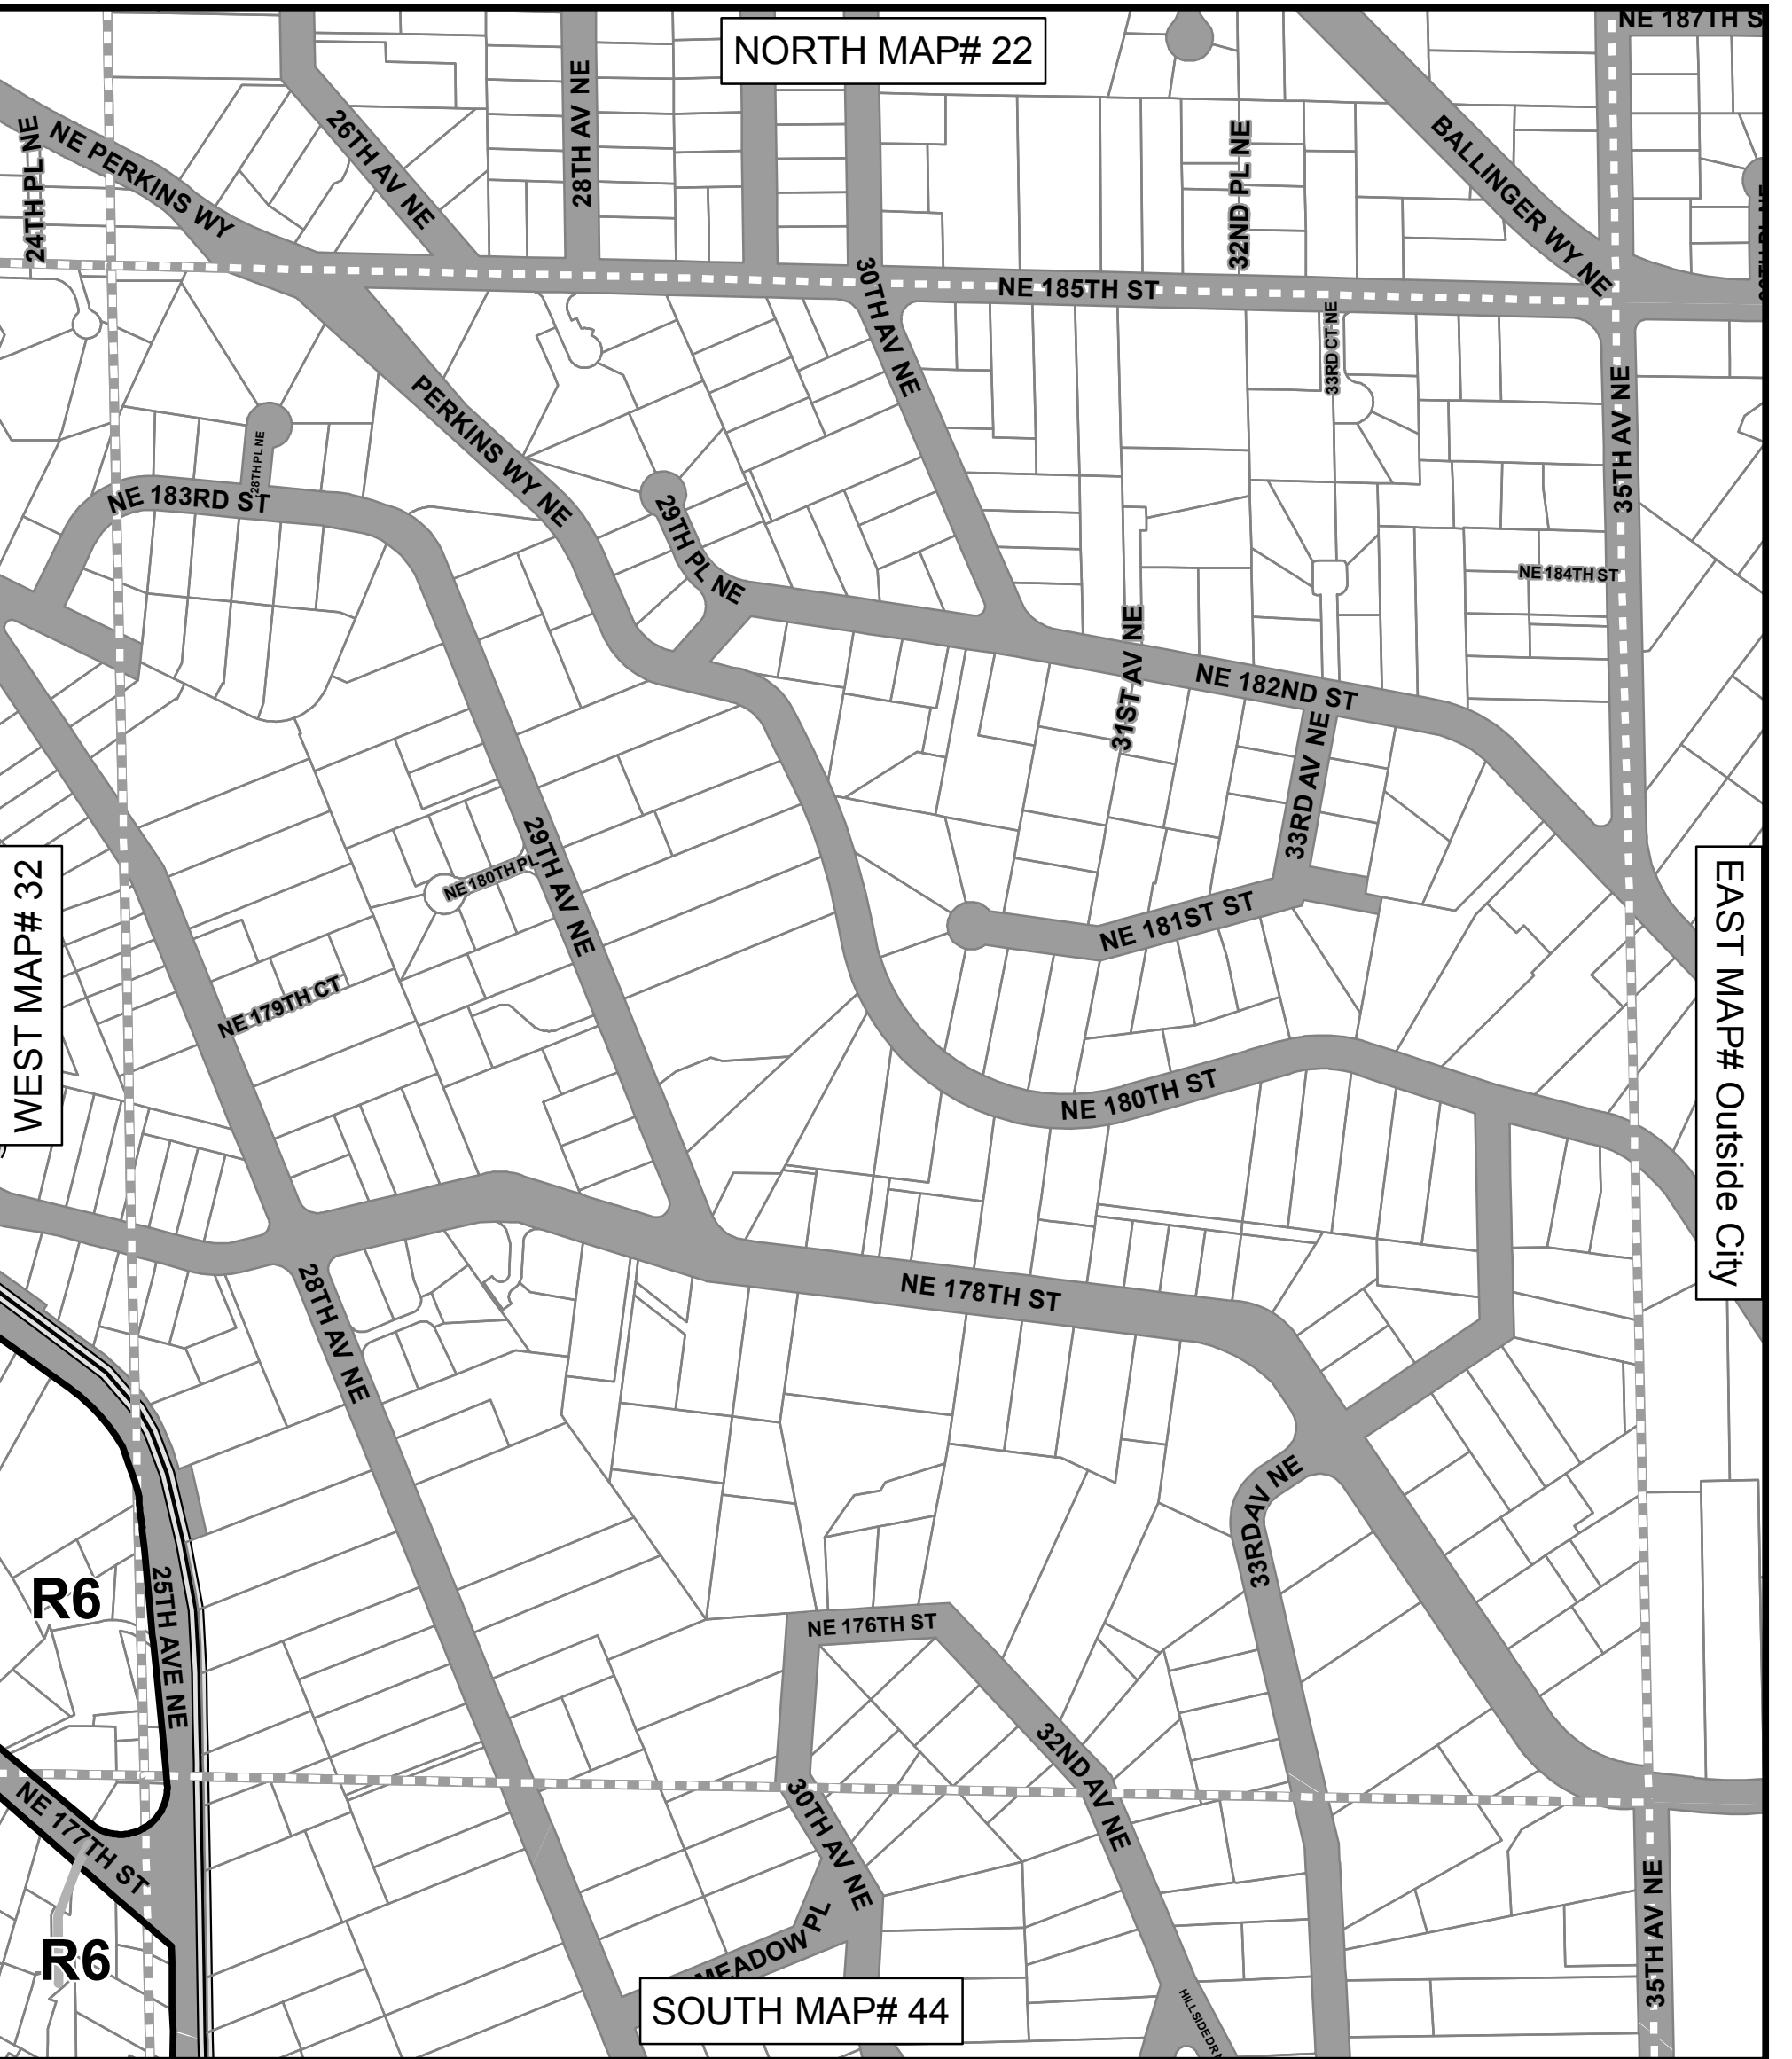 NE 187TH S
NORTH MAP# 22
24TH PL NE
NE PERKINS WY
26TH AV NE
28TH AV NE
32ND PL NE
BALLINGER WY NE
30TH AV NE
NE 185TH ST
33RD CT NE
35TH AV NE
28TH PL NE
PERKINS WY NE
NE 183RD ST
29TH PL NE
NE 184TH ST
31ST AV NE
NE 182ND ST
33RD AV NE
29TH AV NE
NE 180TH PL
WEST MAP# 32
EAST MAP# Outside City
NE 181ST ST
NE 179TH CT
NE 180TH ST
28TH AV NE
NE 178TH ST
33RD AV NE
R6
25TH AVE NE
NE 176TH ST
32ND AV NE
NE 177TH ST
30TH AV NE
35TH AV NE
R6
MEADOW PL
HILLSIDE DR
SOUTH MAP# 44